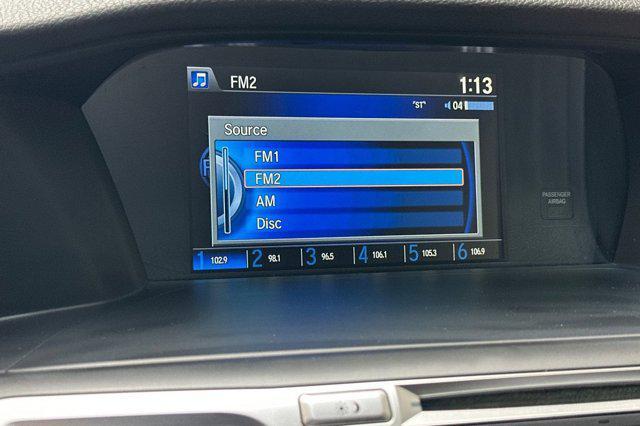 FM2 1:13
"ST" 04
Source
FM1
FM2
AM
Disc
1 102.9 2 98.1 3 96.5 4 106.1 5 105.3 6 106.9
PASSENGER
AIRBAG